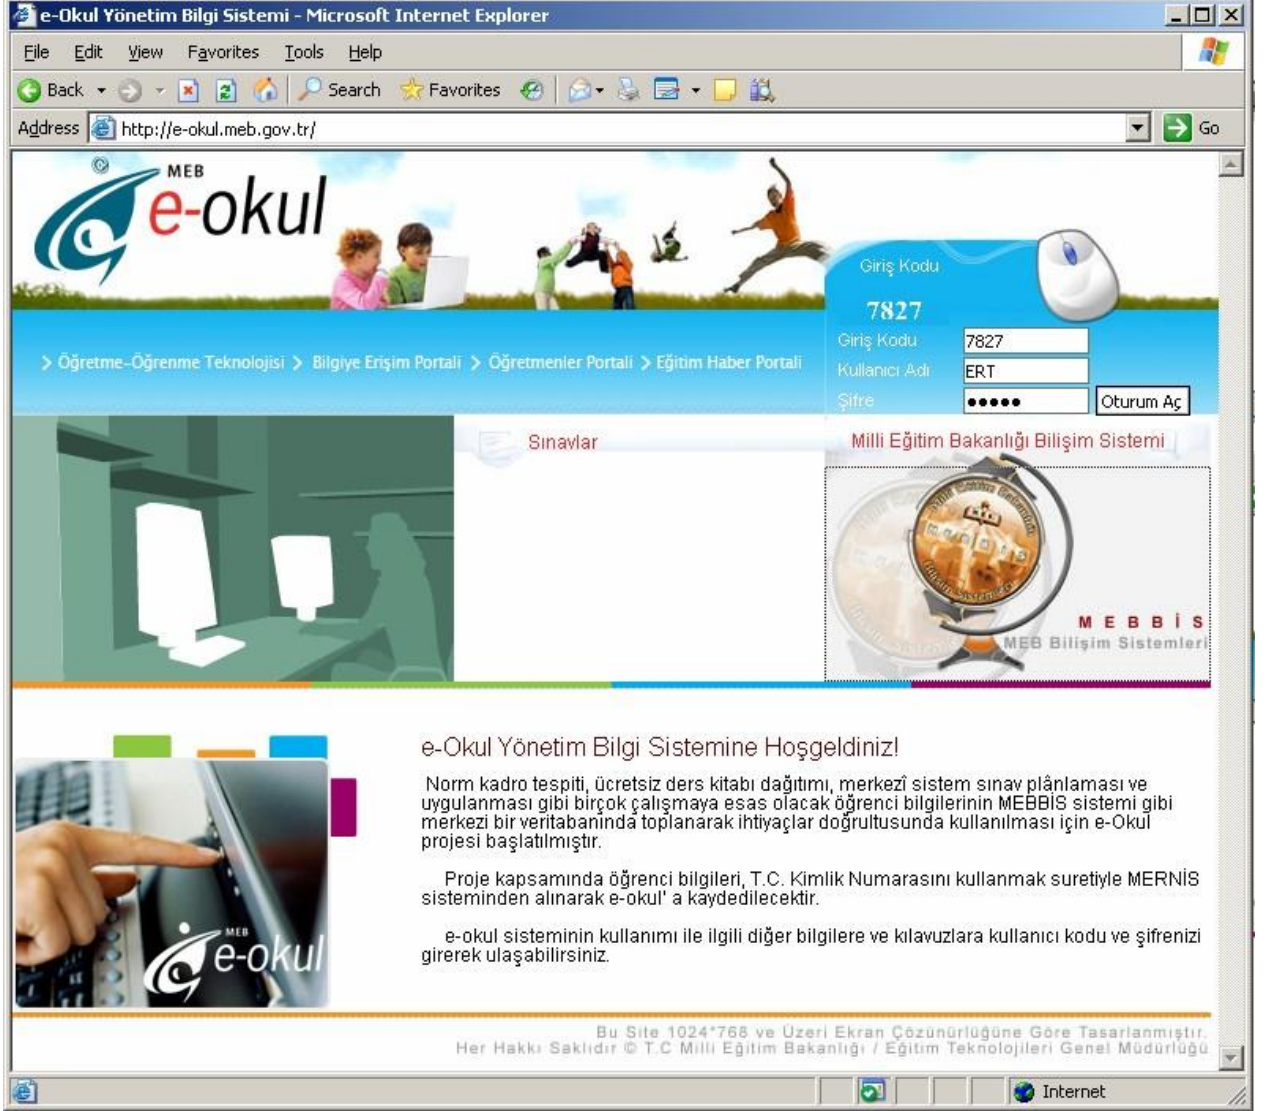 e-Okul Yönetim Bilgi Sistemi - Microsoft Internet Explorer
File Edit View Favorites Tools Help
Back Search Favorites
Address http://e-okul.meb.gov.tr/ Go
MEB
e-okul
Giriş Kodu
7827
Giriş Kodu 7827
> Öğretme-Öğrenme Teknolojisi > Bilgiye Erişim Portali > Öğretmenler Portali > Eğitim Haber Portali
Kullanıcı Adı ERT
Şifre ●●●●● Oturum Aç
Sınavlar
Milli Eğitim Bakanlığı Bilişim Sistemi
MEBBİS
MEB Bilişim Sistemleri
e-Okul Yönetim Bilgi Sistemine Hoşgeldiniz!
Norm kadro tespiti, ücretsiz ders kitabı dağıtımı, merkezî sistem sınav plânlaması ve
uygulanması gibi birçok çalışmaya esas olacak öğrenci bilgilerinin MEBBİS sistemi gibi
merkezi bir veritabanında toplanarak ihtiyaçlar doğrultusunda kullanılması için e-Okul
projesi başlatılmıştır.
Proje kapsamında öğrenci bilgileri, T.C. Kimlik Numarasını kullanmak suretiyle MERNİS
sisteminden alınarak e-okul' a kaydedilecektir.
e-okul sisteminin kullanımı ile ilgili diğer bilgilere ve kılavuzlara kullanıcı kodu ve şifrenizi
girerek ulaşabilirsiniz.
MEB
e-okul
Bu Site 1024*768 ve Üzeri Ekran Çözünürlüğüne Göre Tasarlanmıştır.
Her Hakkı Saklıdır © T.C Milli Eğitim Bakanlığı / Eğitim Teknolojileri Genel Müdürlüğü
Internet